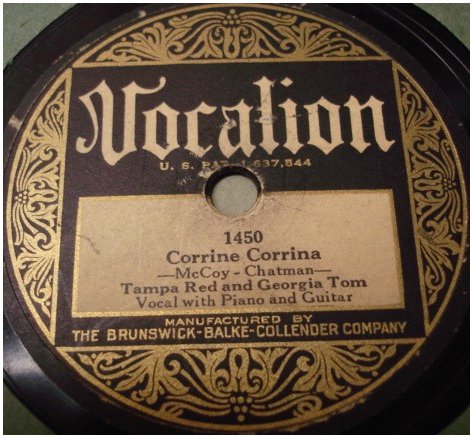 Vocalion
U. S. PAT. 1,637,544
1450
Corrine Corrina
—McCoy - Chatman—
Tampa Red and Georgia Tom
Vocal with Piano and Guitar
MANUFACTURED BY
THE BRUNSWICK-BALKE-COLLENDER COMPANY